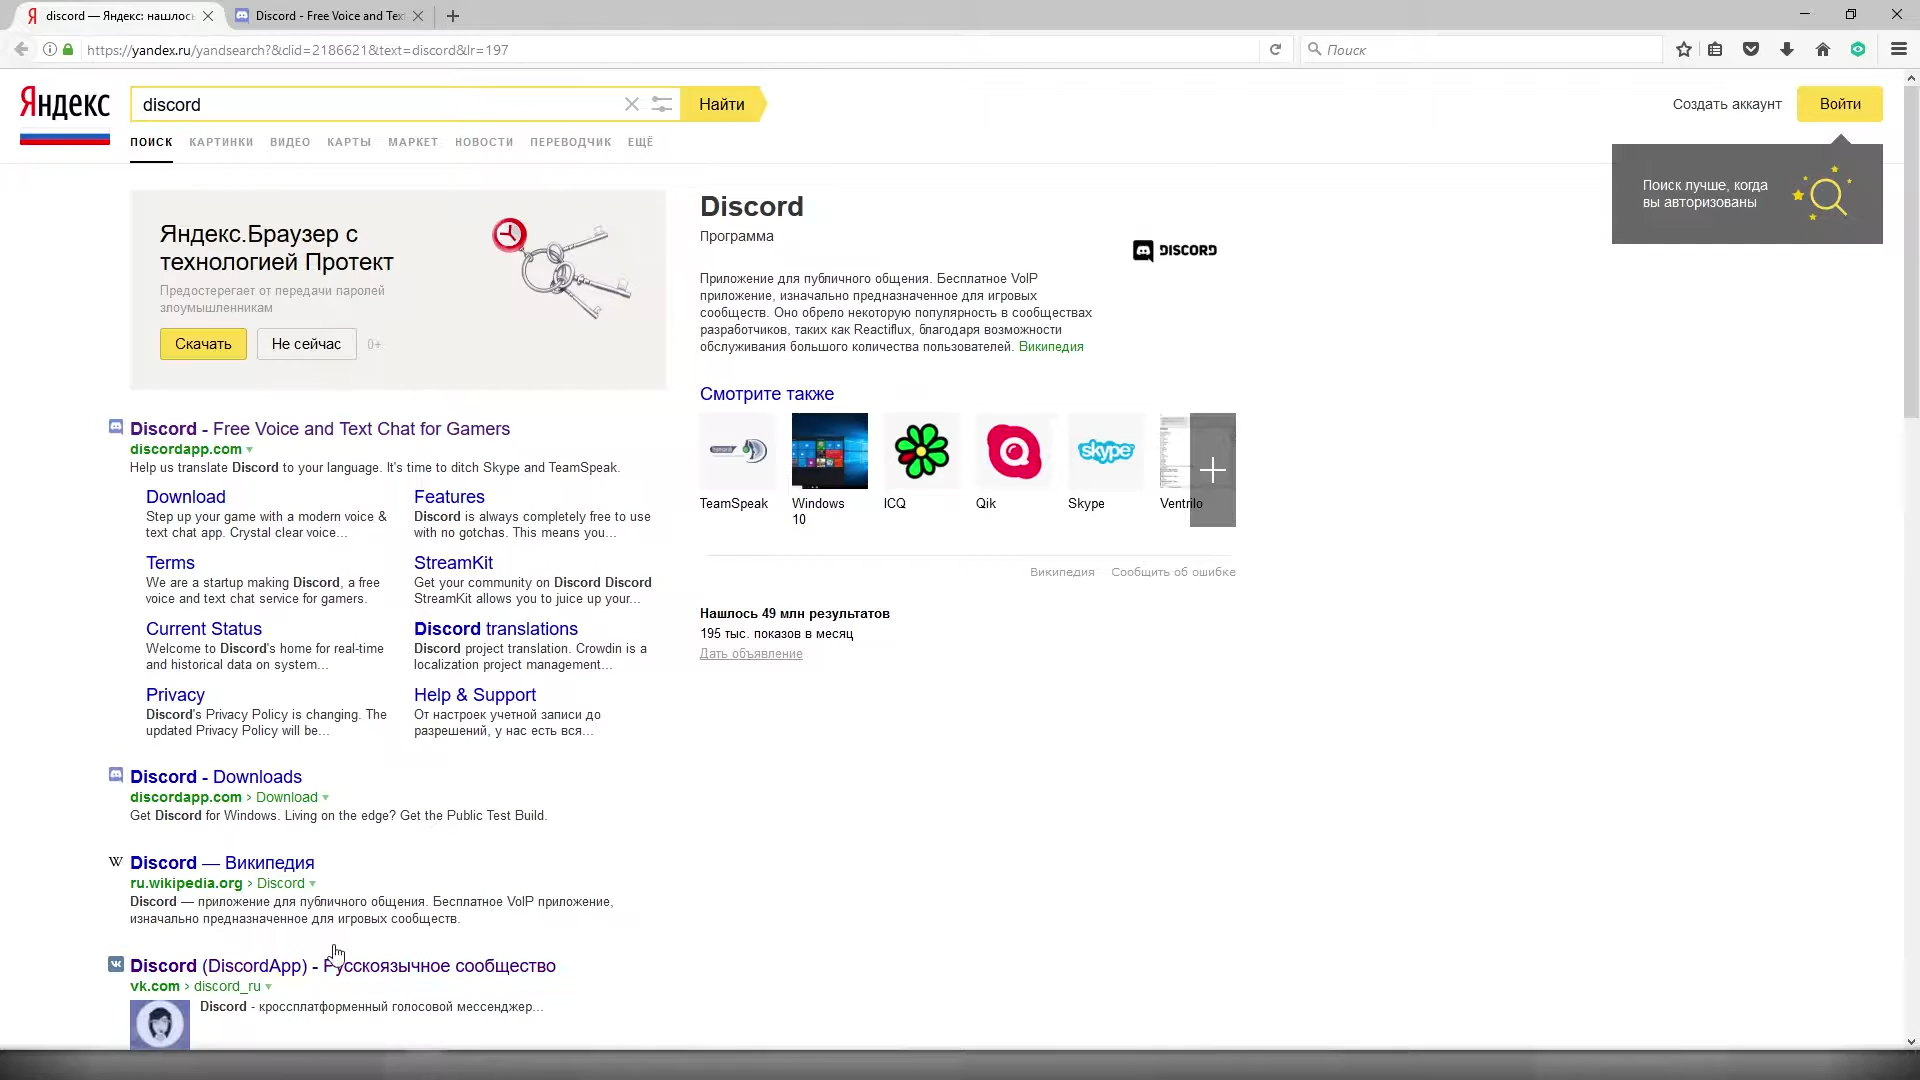 discord — Яндекс: нашлось
Discord - Free Voice and Tex
https://yandex.ru/yandsearch?&clid=2186621&text=discord&lr=197
Поиск
Яндекс
discord
Найти
Создать аккаунт
Войти
ПОИСК КАРТИНКИ ВИДЕО КАРТЫ МАРКЕТ НОВОСТИ ПЕРЕВОДЧИК ЕЩЁ
Поиск лучше, когда
вы авторизованы
Яндекс.Браузер с
технологией Протект
Предостерегает от передачи паролей
злоумышленникам
Скачать
Не сейчас
0+
Discord - Free Voice and Text Chat for Gamers
discordapp.com
Help us translate Discord to your language. It's time to ditch Skype and TeamSpeak.
Download
Step up your game with a modern voice &
text chat app. Crystal clear voice...
Features
Discord is always completely free to use
with no gotchas. This means you...
Terms
We are a startup making Discord, a free
voice and text chat service for gamers.
StreamKit
Get your community on Discord Discord
StreamKit allows you to juice up your...
Current Status
Welcome to Discord's home for real-time
and historical data on system...
Discord translations
Discord project translation. Crowdin is a
localization project management...
Privacy
Discord's Privacy Policy is changing. The
updated Privacy Policy will be...
Help & Support
От настроек учетной записи до
разрешений, у нас есть вся...
Discord - Downloads
discordapp.com › Download
Get Discord for Windows. Living on the edge? Get the Public Test Build.
W
Discord — Википедия
ru.wikipedia.org › Discord
Discord — приложение для публичного общения. Бесплатное VoIP приложение,
изначально предназначенное для игровых сообществ.
Discord (DiscordApp) - Русскоязычное сообщество
vk.com › discord_ru
Discord - кроссплатформенный голосовой мессенджер...
Discord
Программа
DISCORD
Приложение для публичного общения. Бесплатное VoIP
приложение, изначально предназначенное для игровых
сообществ. Оно обрело некоторую популярность в сообществах
разработчиков, таких как Reactiflux, благодаря возможности
обслуживания большого количества пользователей. Википедия
Смотрите также
skype
TeamSpeak
Windows
10
ICQ
Qik
Skype
Ventrilo
Википедия Сообщить об ошибке
Нашлось 49 млн результатов
195 тыс. показов в месяц
Дать объявление